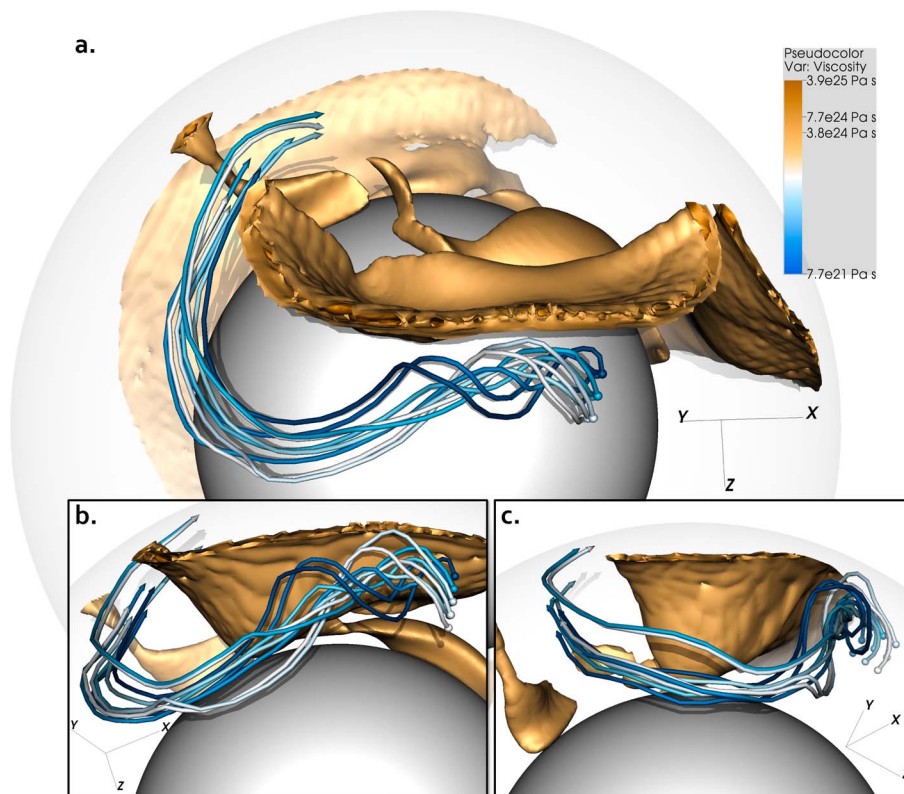 a.
Pseudocolor
Var: Viscosity
3.9e25 Pa s
7.7e24 Pa s
3.8e24 Pa s
7.7e21 Pa s
Y
X
Z
b.
c.
Y
X
Z
Y
X